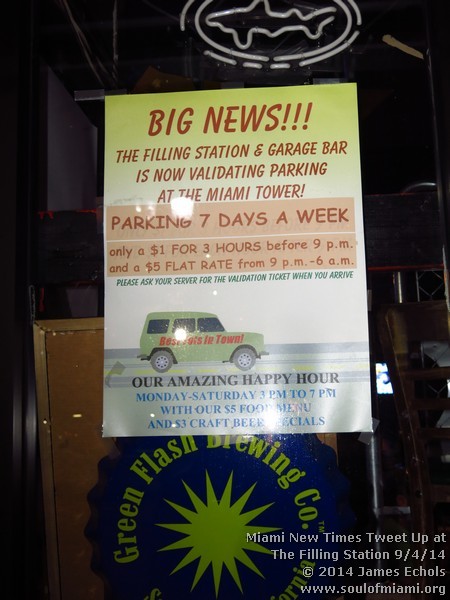 BIG NEWS!!!
THE FILLING STATION & GARAGE BAR
IS NOW VALIDATING PARKING
AT THE MIAMI TOWER!
PARKING 7 DAYS A WEEK
only a $1 FOR 3 HOURS before 9 p.m.
and a $5 FLAT RATE from 9 p.m.-6 a.m.
PLEASE ASK YOUR SERVER FOR THE VALIDATION TICKET WHEN YOU ARRIVE
Best in Town!
OUR AMAZING HAPPY HOUR
MONDAY-SATURDAY 3 PM TO 7 PM
WITH OUR $5 FOOD MENU
AND $3 CRAFT BEER SPECIALS
Green Flash Brewing Co.™
Miami New Times Tweet Up at
The Filling Station 9/4/14
© 2014 James Echols
www.soulofmiami.org